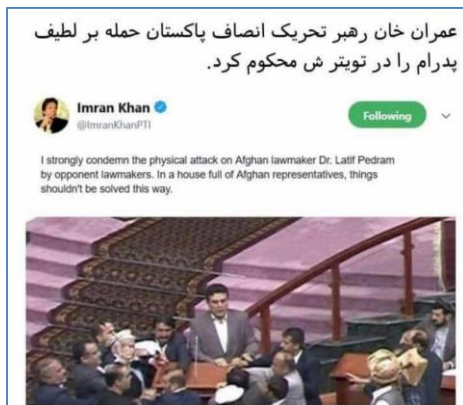 عمران خان رهبر تحریک انصاف پاکستان حمله بر لطیف
پدرام را در تویتر ش محکوم کرد.
Imran Khan
@ImranKhanPTI
Following
I strongly condemn the physical attack on Afghan lawmaker Dr. Latif Pedram
by opponent lawmakers. In a house full of Afghan representatives, things
shouldn't be solved this way.